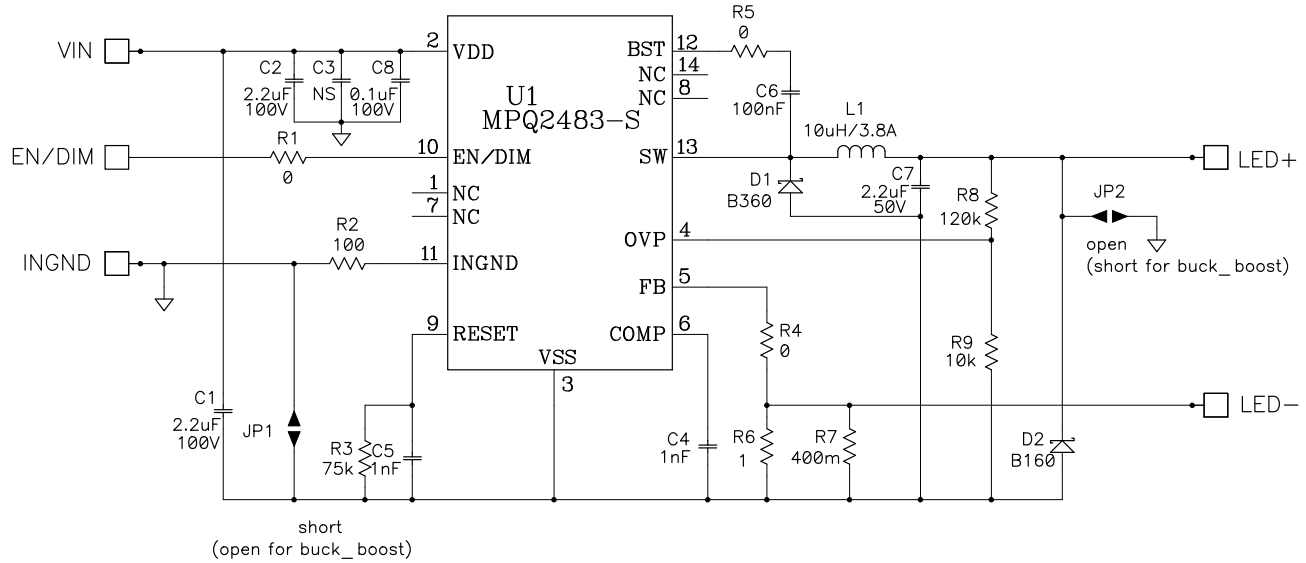 VIN
2
VDD
C2
2.2uF
100V
C3
NS
C8
0.1uF
100V
U1
MPQ2483-S
BST
12
NC
14
NC
8
R5
0
C6
100nF
L1
10uH/3.8A
EN/DIM
R1
0
10
EN/DIM
1
NC
7
NC
SW
13
D1
B360
C7
2.2uF
50V
R8
120k
LED+
JP2
open
(short for buck_boost)
INGND
R2
100
11
INGND
OVP
4
FB
5
9
RESET
COMP
6
VSS
3
R4
0
R9
10k
C1
2.2uF
100V
JP1
R3
75k
C5
1nF
C4
1nF
R6
1
R7
400m
D2
B160
LED-
short
(open for buck_boost)